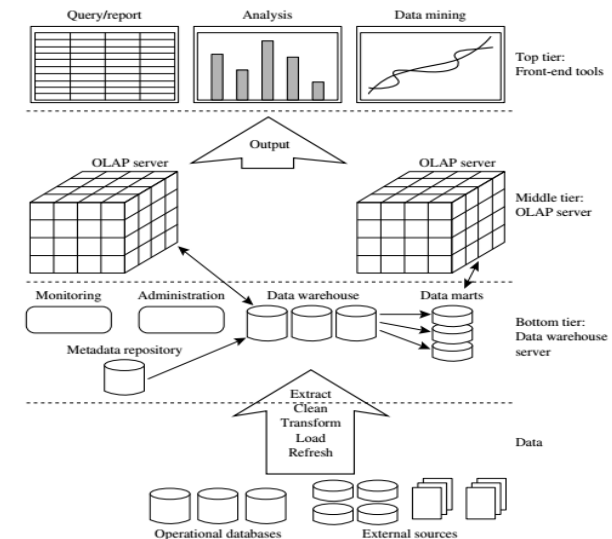 Query/report
Analysis
Data mining
Top tier:
Front-end tools
Output
OLAP server
OLAP server
Middle tier:
OLAP server
Monitoring
Administration
Data warehouse
Data marts
Bottom tier:
Data warehouse
server
Metadata repository
Extract
Clean
Transform
Load
Refresh
Data
Operational databases
External sources